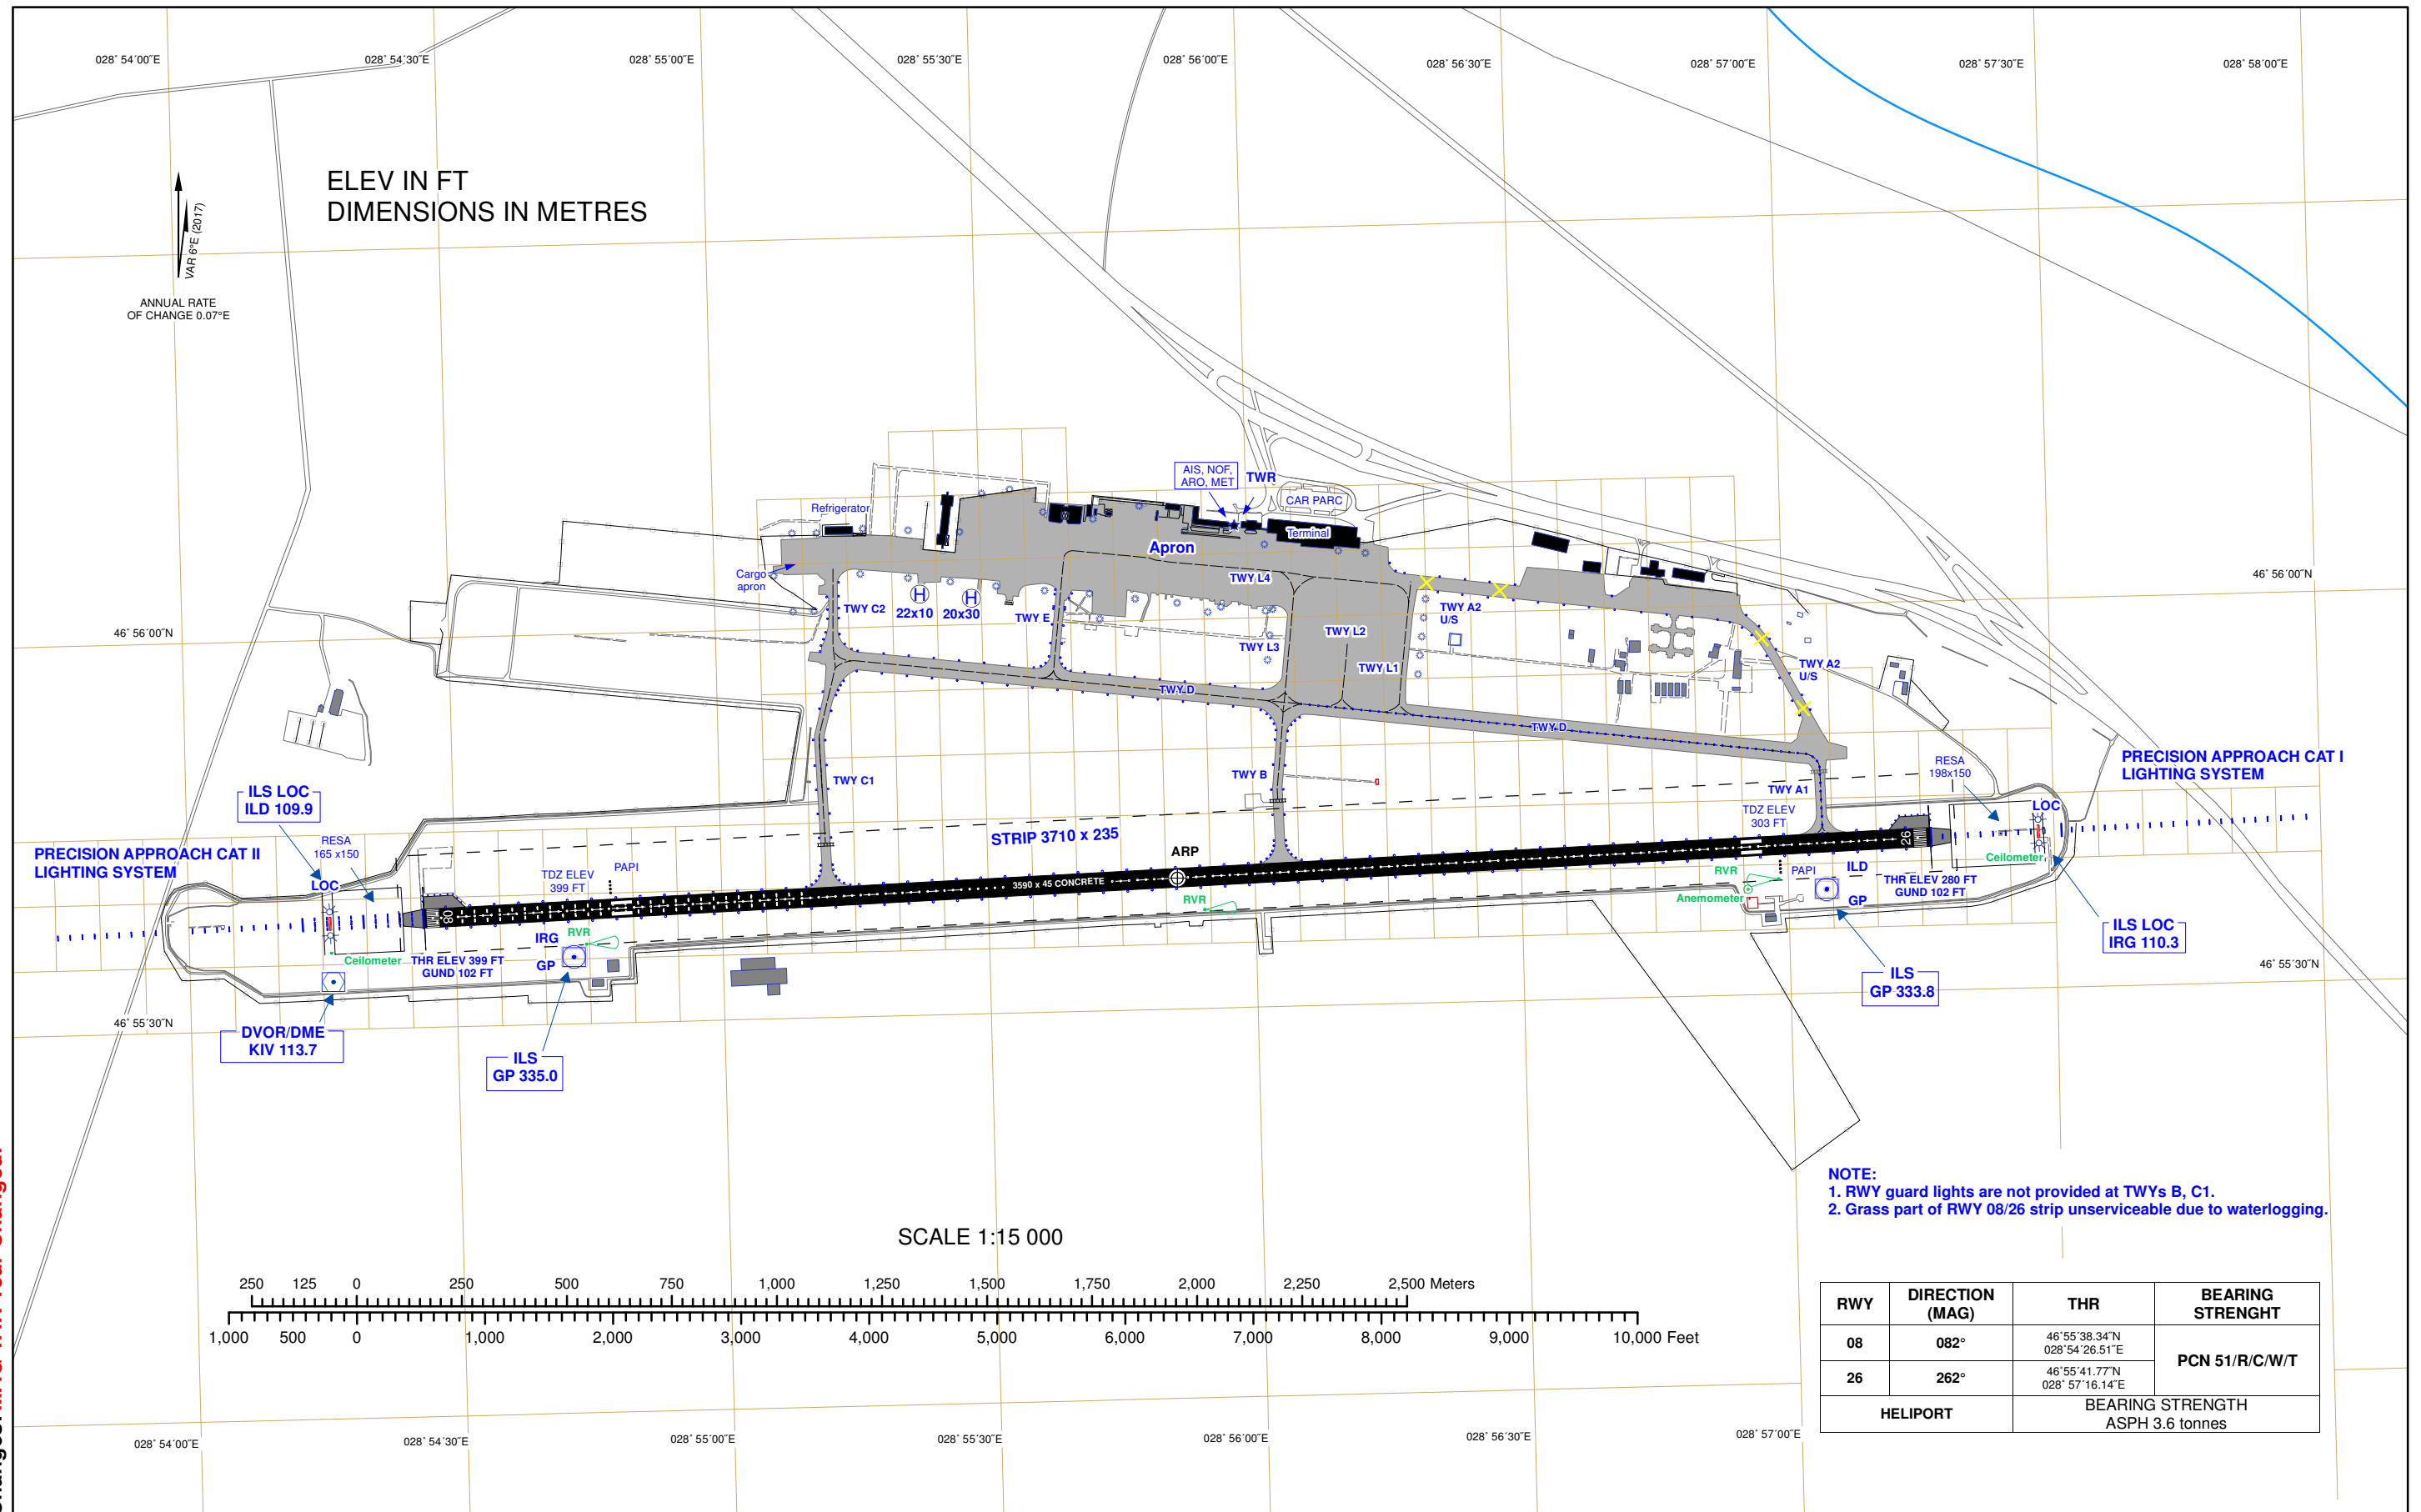 028°54'00"E
028°54'30"E
028°55'00"E
028°55'30"E
028°56'00"E
028°56'30"E
028°57'00"E
028°57'30"E
028°58'00"E
ELEV IN FT
DIMENSIONS IN METRES
VAR 6°E (2017)
ANNUAL RATE
OF CHANGE 0.07°E
AIS, NOF,
ARO, MET
TWR
CAR PARC
Refrigerator
Terminal
Apron
Cargo
apron
TWY L4
46°56'00"N
TWY C2
H
22x10
H
20x30
TWY E
TWY A2
U/S
46°56'00"N
TWY L2
TWY L3
TWY L1
TWY A2
U/S
TWY D
TWY D
TWY C1
TWY B
TWY A1
RESA
198x150
PRECISION APPROACH CAT I
LIGHTING SYSTEM
ILS LOC
ILD 109.9
LOC
TDZ ELEV
303 FT
STRIP 3710 x 235
RESA
165 x150
PRECISION APPROACH CAT II
LIGHTING SYSTEM
ARP
26
Ceilometer
PAPI
TDZ ELEV
399 FT
LOC
RVR
PAPI
ILD
3590 x 45 CONCRETE
THR ELEV 280 FT
GUND 102 FT
GP
Anemometer
RVR
08
IRG
RVR
ILS LOC
IRG 110.3
Ceilometer
THR ELEV 399 FT
GUND 102 FT
GP
46°55'30"N
ILS
GP 333.8
46°55'30"N
DVOR/DME
KIV 113.7
ILS
GP 335.0
NOTE:
1. RWY guard lights are not provided at TWYs B, C1.
2. Grass part of RWY 08/26 strip unserviceable due to waterlogging.
SCALE 1:15 000
250 125 0 250 500 750 1,000 1,250 1,500 1,750 2,000 2,250 2,500 Meters
1,000 500 0 1,000 2,000 3,000 4,000 5,000 6,000 7,000 8,000 9,000 10,000 Feet
RWY DIRECTION (MAG) THR BEARING STRENGHT
08 082° 46°55'38.34"N 028°54'26.51"E PCN 51/R/C/W/T
26 262° 46°55'41.77"N 028°57'16.14"E
HELIPORT BEARING STRENGTH ASPH 3.6 tonnes
028°54'00"E
028°54'30"E
028°55'00"E
028°55'30"E
028°56'00"E
028°56'30"E
028°57'00"E